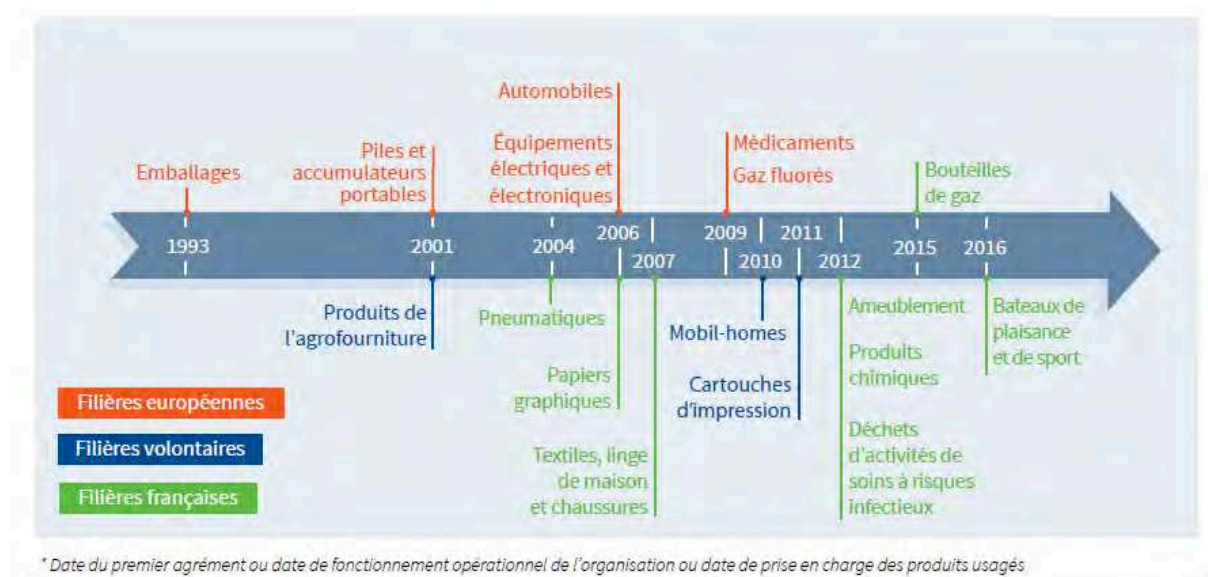 Automobiles
Équipements
électriques et
électroniques
Médicaments
Gaz fluorés
Piles et
accumulateurs
portables
Emballages
Bouteilles
de gaz
1993
2001
2004
2006
2007
2009
2010
2011
2012
2015
2016
Produits de
l'agrofourniture
Pneumatiques
Papiers
graphiques
Textiles, linge
de maison
et chaussures
Mobil-homes
Cartouches
d'impression
Ameublement
Produits
chimiques
Déchets
d'activités de
soins à risques
infectieux
Bateaux de
plaisance
et de sport
Filières européennes
Filières volontaires
Filières françaises
* Date du premier agrément ou date de fonctionnement opérationnel de l'organisation ou date de prise en charge des produits usagés